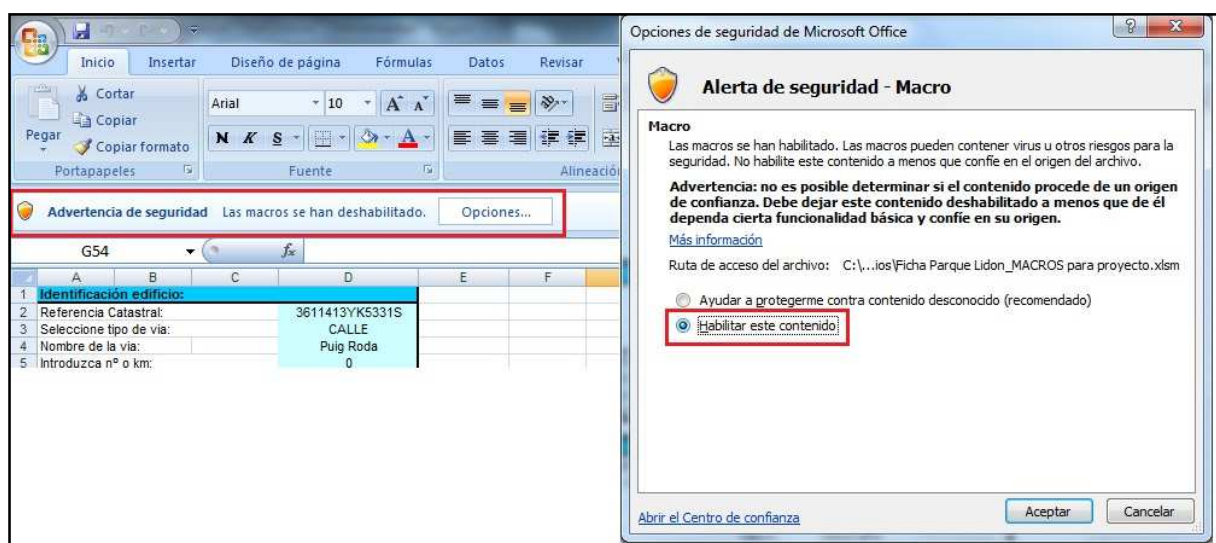 Inicio Insertar Diseño de página Fórmulas Datos Revisar
Cortar
Copiar
Copiar formato
Pegar
Portapapeles
Arial 10 A A
N K S A
Fuente
Alineació
Advertencia de seguridad Las macros se han deshabilitado. Opciones...
G54 fx
A B C D E F
1 Identificación edificio:
2 Referencia Catastral: 3611413YK5331S
3 Seleccione tipo de via: CALLE
4 Nombre de la via: Puig Roda
5 Introduzca nº o km: 0
Opciones de seguridad de Microsoft Office
Alerta de seguridad - Macro
Macro
Las macros se han habilitado. Las macros pueden contener virus u otros riesgos para la
seguridad. No habilite este contenido a menos que confíe en el origen del archivo.
Advertencia: no es posible determinar si el contenido procede de un origen
de confianza. Debe dejar este contenido deshabilitado a menos que de él
dependa cierta funcionalidad básica y confíe en su origen.
Más información
Ruta de acceso del archivo: C:\...ios\Ficha Parque Lidon_MACROS para proyecto.xlsm
Ayudar a protegerme contra contenido desconocido (recomendado)
Habilitar este contenido
Abrir el Centro de confianza
Aceptar
Cancelar